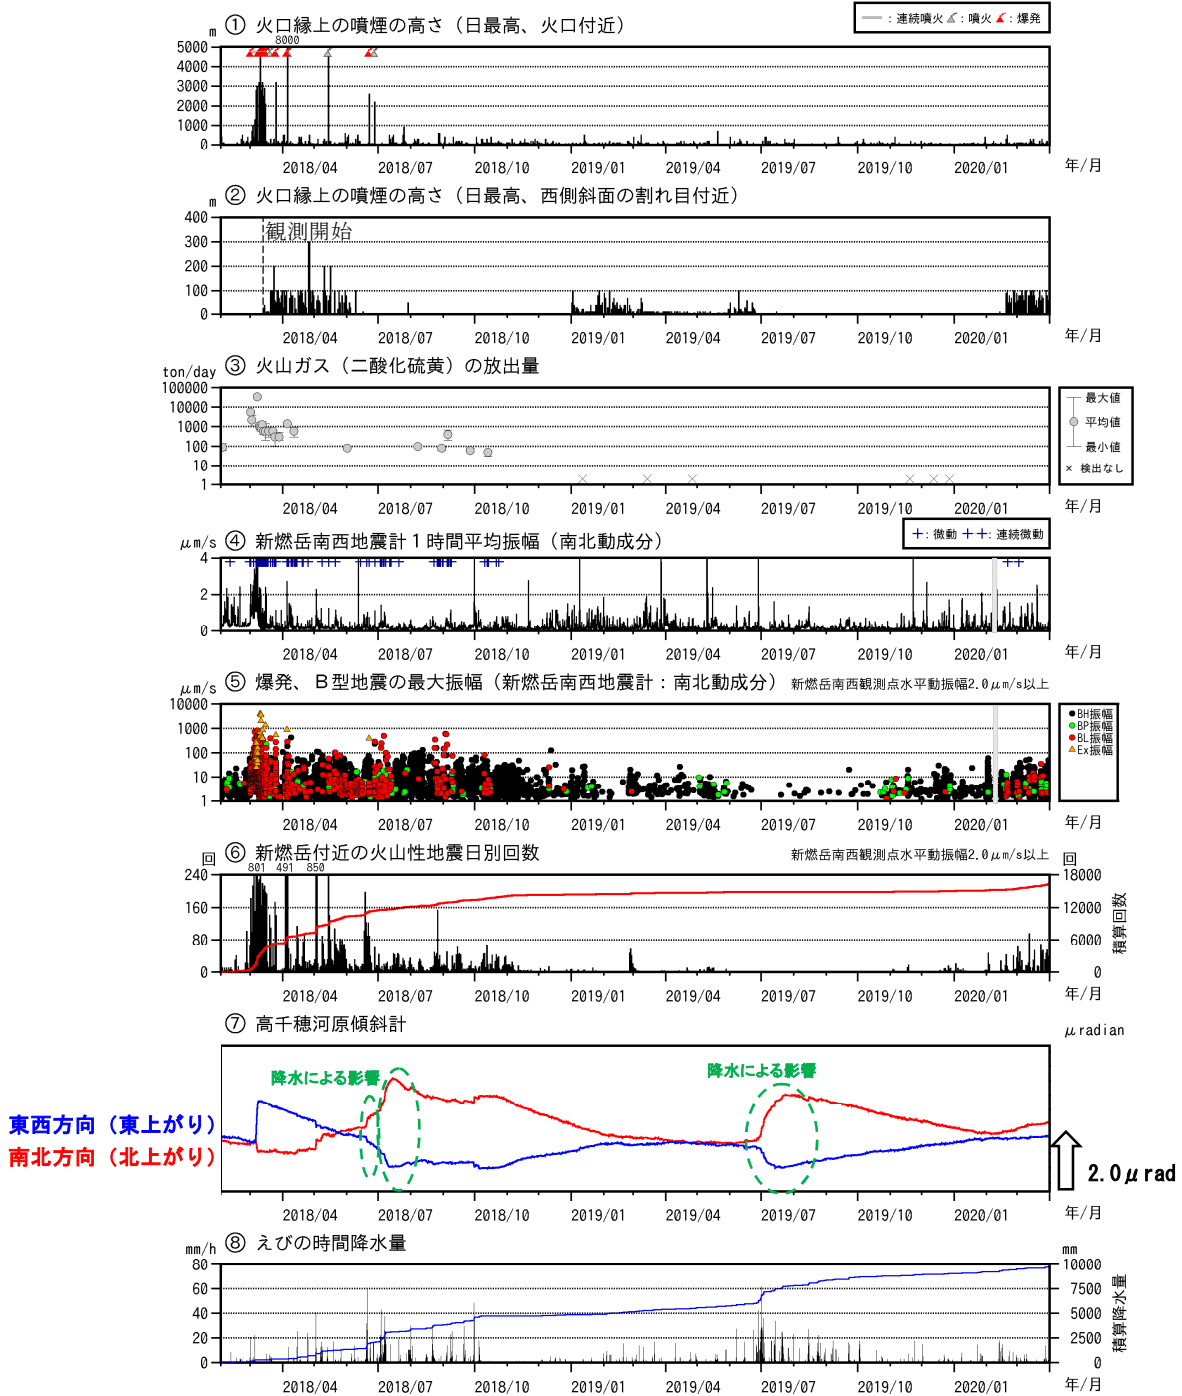 ① 火口縁上の噴煙の高さ（日最高、火口付近）
―：連続噴火 △：噴火 ▲：爆発
m
8000
5000
4000
3000
2000
1000
0
2018/04 2018/07 2018/10 2019/01 2019/04 2019/07 2019/10 2020/01 年/月
② 火口縁上の噴煙の高さ（日最高、西側斜面の割れ目付近）
m
400
300
200
100
0
観測開始
2018/04 2018/07 2018/10 2019/01 2019/04 2019/07 2019/10 2020/01 年/月
③ 火山ガス（二酸化硫黄）の放出量
ton/day
100000
10000
1000
100
10
1
最大値
平均値
最小値
× 検出なし
2018/04 2018/07 2018/10 2019/01 2019/04 2019/07 2019/10 2020/01 年/月
④ 新燃岳南西地震計１時間平均振幅（南北動成分）
＋：微動 ＋＋：連続微動
μm/s
4
2
0
2018/04 2018/07 2018/10 2019/01 2019/04 2019/07 2019/10 2020/01 年/月
⑤ 爆発、Ｂ型地震の最大振幅（新燃岳南西地震計：南北動成分） 新燃岳南西観測点水平動振幅2.0μm/s以上
μm/s
10000
1000
100
10
1
BH振幅
BP振幅
BL振幅
Ex振幅
2018/04 2018/07 2018/10 2019/01 2019/04 2019/07 2019/10 2020/01 年/月
⑥ 新燃岳付近の火山性地震日別回数 新燃岳南西観測点水平動振幅2.0μm/s以上
回
801 491 850
240
160
80
0
回
18000
12000
6000
0
積算回数
2018/04 2018/07 2018/10 2019/01 2019/04 2019/07 2019/10 2020/01 年/月
⑦ 高千穂河原傾斜計
μradian
降水による影響
降水による影響
東西方向（東上がり）
南北方向（北上がり）
2.0μrad
2018/04 2018/07 2018/10 2019/01 2019/04 2019/07 2019/10 2020/01 年/月
⑧ えびの時間降水量
mm/h
80
60
40
20
0
mm
10000
7500
5000
2500
0
積算降水量
2018/04 2018/07 2018/10 2019/01 2019/04 2019/07 2019/10 2020/01 年/月